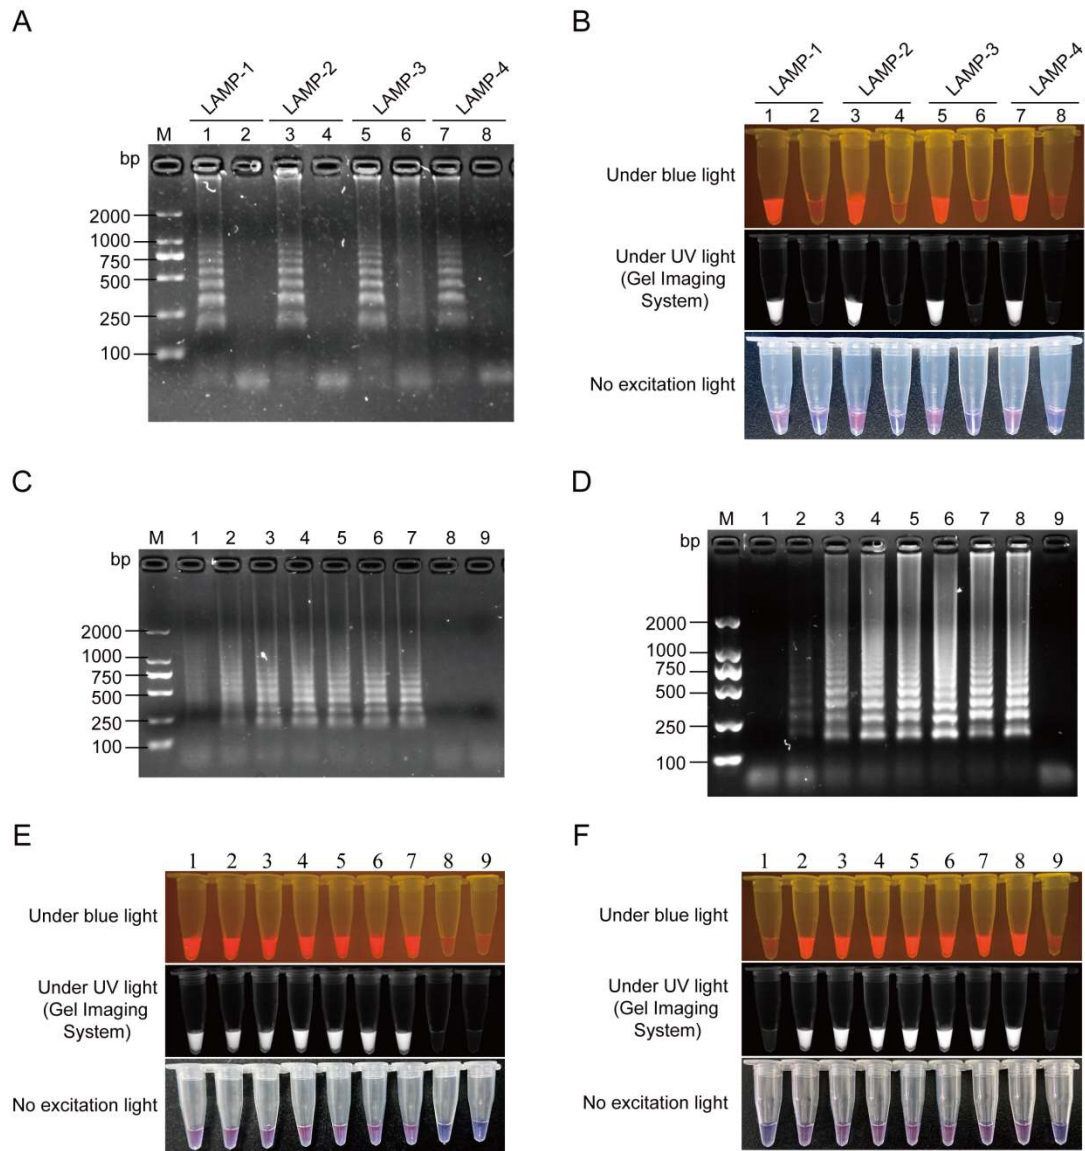 A
LAMP-1 LAMP-2 LAMP-3 LAMP-4
M 1 2 3 4 5 6 7 8
bp
2000
1000
750
500
250
100
B
LAMP-1 LAMP-2 LAMP-3 LAMP-4
1 2 3 4 5 6 7 8
Under blue light
Under UV light
(Gel Imaging
System)
No excitation light
C
M 1 2 3 4 5 6 7 8 9
bp
2000
1000
750
500
250
100
D
M 1 2 3 4 5 6 7 8 9
bp
2000
1000
750
500
250
100
E
1 2 3 4 5 6 7 8 9
Under blue light
Under UV light
(Gel Imaging
System)
No excitation light
F
1 2 3 4 5 6 7 8 9
Under blue light
Under UV light
(Gel Imaging
System)
No excitation light